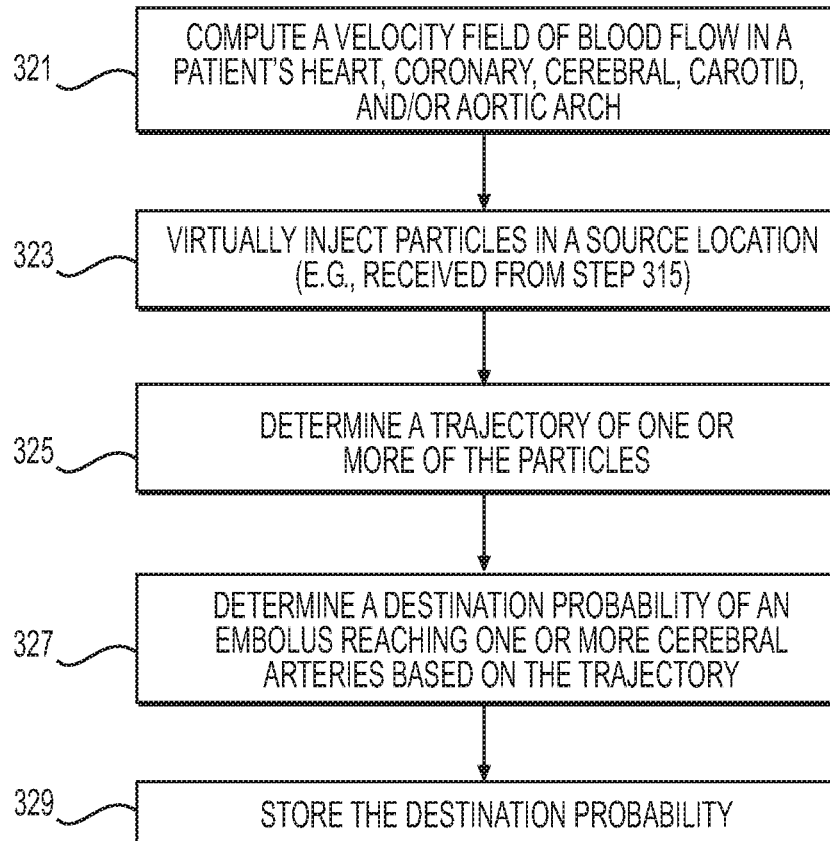 321
COMPUTE A VELOCITY FIELD OF BLOOD FLOW IN A
PATIENT'S HEART, CORONARY, CEREBRAL, CAROTID,
AND/OR AORTIC ARCH
323
VIRTUALLY INJECT PARTICLES IN A SOURCE LOCATION
(E.G., RECEIVED FROM STEP 315)
325
DETERMINE A TRAJECTORY OF ONE OR
MORE OF THE PARTICLES
327
DETERMINE A DESTINATION PROBABILITY OF AN
EMBOLUS REACHING ONE OR MORE CEREBRAL
ARTERIES BASED ON THE TRAJECTORY
329
STORE THE DESTINATION PROBABILITY